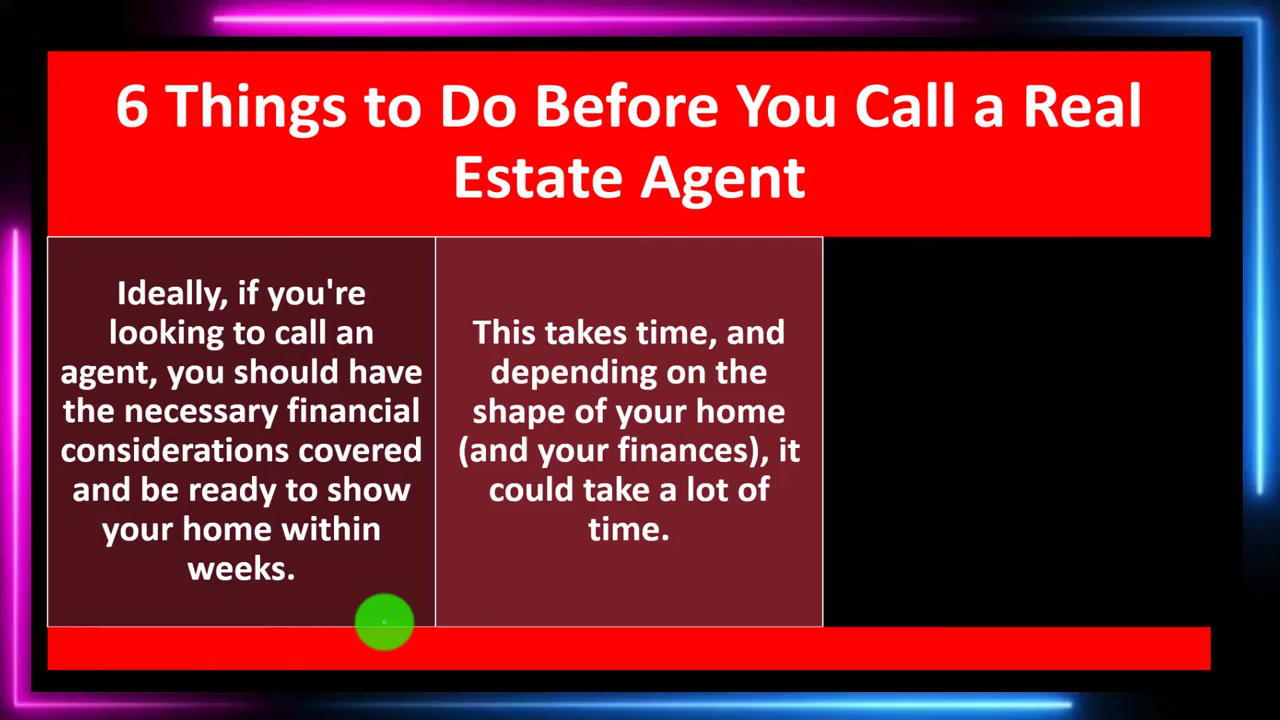 6 Things to Do Before You Call a Real
Estate Agent
Ideally, if you're
looking to call an
agent, you should have
the necessary financial
considerations covered
and be ready to show
your home within
weeks.
This takes time, and
depending on the
shape of your home
(and your finances), it
could take a lot of
time.